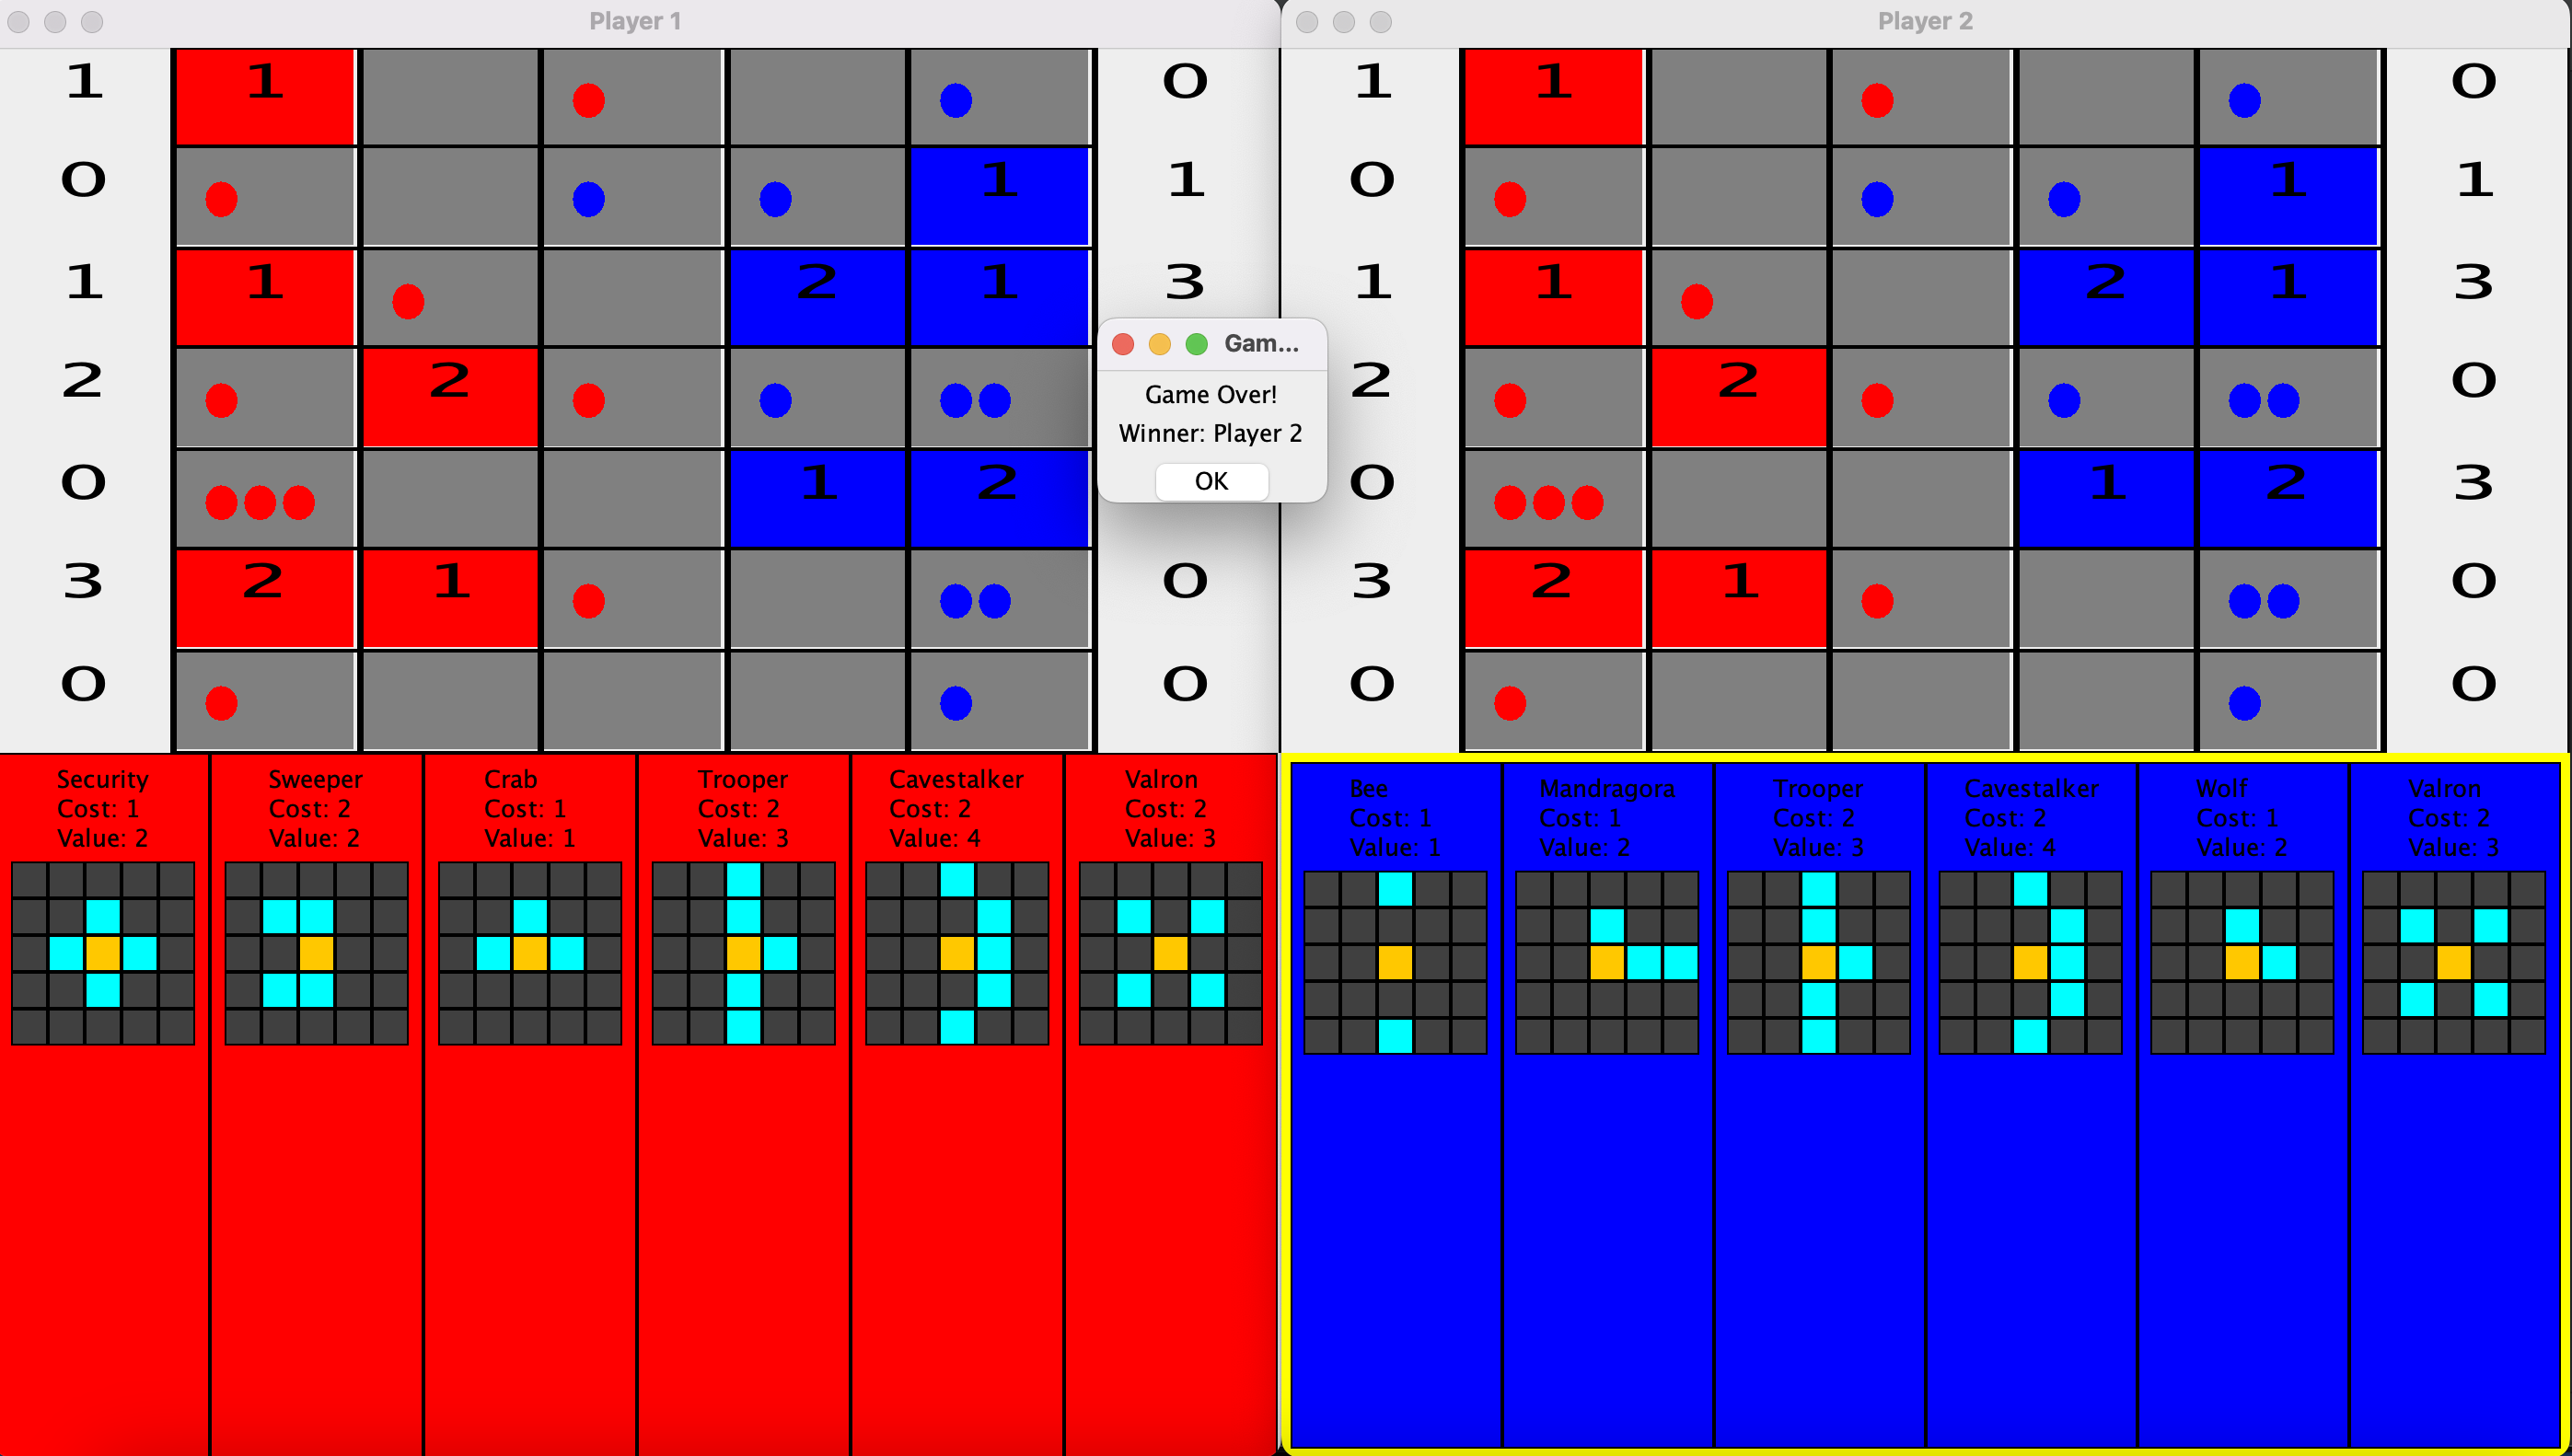 Player 1
1 1 0
0 1
1 1 2 1 3
2 2
0 1 2
3 2 1 0
0 0
Security
Cost: 1
Value: 2
Sweeper
Cost: 2
Value: 2
Crab
Cost: 1
Value: 1
Trooper
Cost: 2
Value: 3
Cavestalker
Cost: 2
Value: 4
Valron
Cost: 2
Value: 3
Gam...
Game Over!
Winner: Player 2
OK
Player 2
1 1 0
0 1 1
1 1 2 1 3
2 2 0
0 1 2 3
3 2 1 0
0 0
Bee
Cost: 1
Value: 1
Mandragora
Cost: 1
Value: 2
Trooper
Cost: 2
Value: 3
Cavestalker
Cost: 2
Value: 4
Wolf
Cost: 1
Value: 2
Valron
Cost: 2
Value: 3